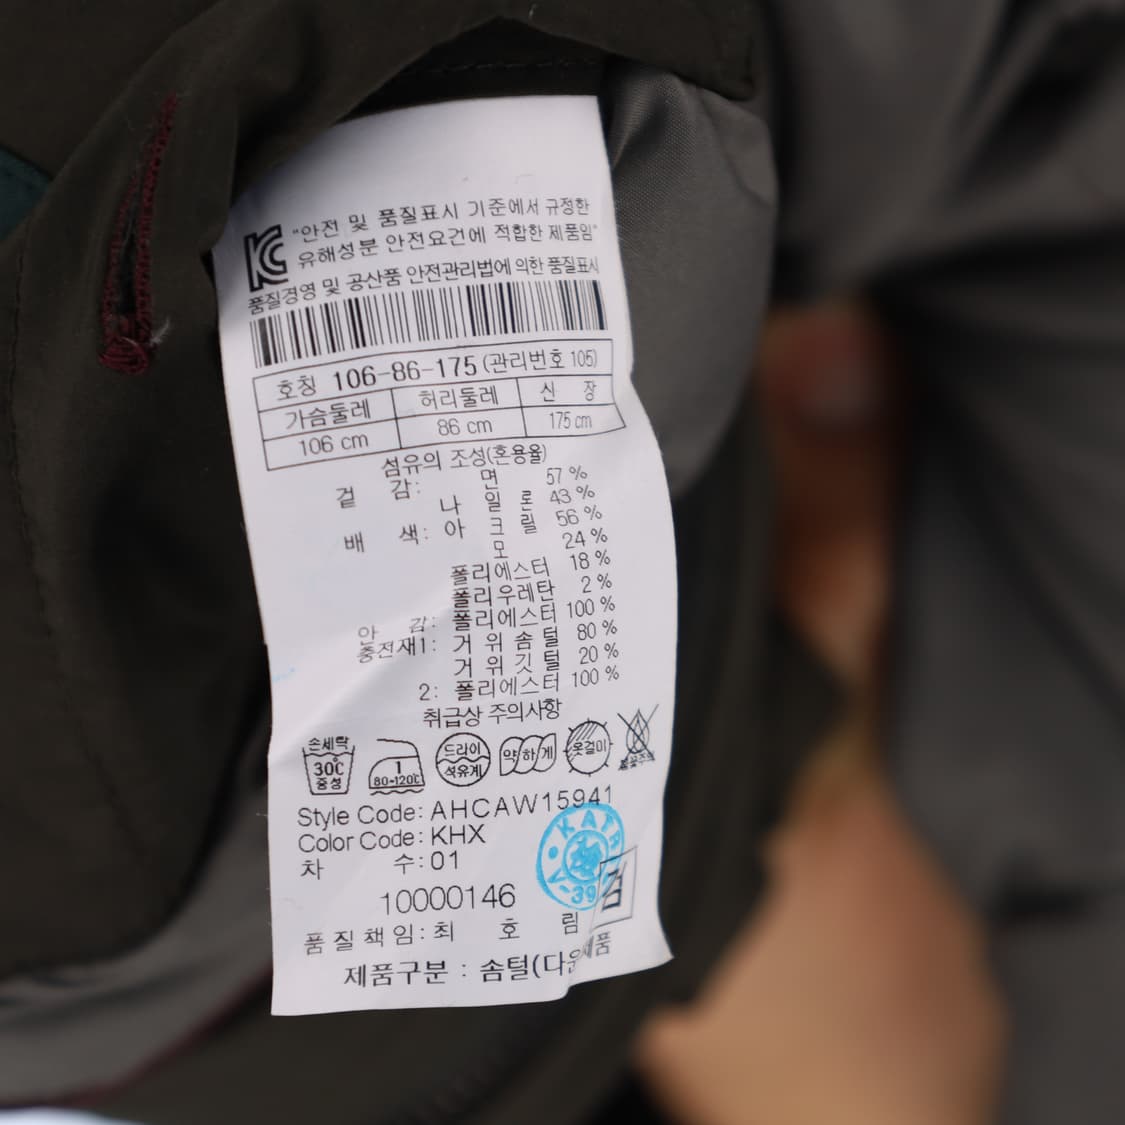 "안전 및 품질표시 기준에서 규정한
유해성분 안전요건에 적합한 제품임"
품질경영 및 공산품 안전관리법에 의한 품질표시
호칭 106-86-175 (관리번호 105)
가슴둘레 허리둘레 신 장
106 cm 86 cm 175 cm
섬유의 조성(혼용율)
겉 감: 면 57 %
나 일 론 43 %
배 색: 아 크 릴 56 %
모 24 %
폴리에스터 18 %
폴리우레탄 2 %
안 감: 폴리에스터 100 %
충전재1: 거 위 솜 털 80 %
거 위 깃 털 20 %
2: 폴리에스터 100 %
취급상 주의사항
손세탁 30℃ 중성
1 80-120℃
드라이 석유계
약하게
옷걸이
Style Code: AHCAW15941
Color Code: KHX
차 수: 01
10000146
KATRI
39
품 질 책 임: 최 호 림
제품구분 : 솜털(다운)제품